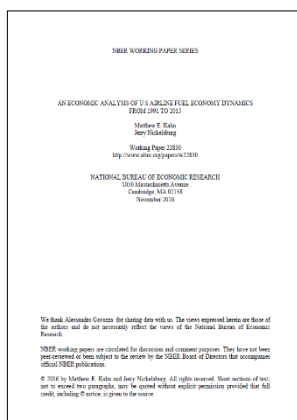 NBER WORKING PAPER SERIES
AN ECONOMIC ANALYSIS OF U.S AIRLINE FUEL ECONOMY DYNAMICS
FROM 1991 TO 2015
Matthew E. Kahn
Jerry Nickelsburg
Working Paper 22830
http://www.nber.org/papers/w22830
NATIONAL BUREAU OF ECONOMIC RESEARCH
1050 Massachusetts Avenue
Cambridge, MA 02138
November 2016
We thank Alessandro Gavazza for sharing data with us. The views expressed herein are those of
the authors and do not necessarily reflect the views of the National Bureau of Economic
Research.
NBER working papers are circulated for discussion and comment purposes. They have not been
peer-reviewed or been subject to the review by the NBER Board of Directors that accompanies
official NBER publications.
© 2016 by Matthew E. Kahn and Jerry Nickelsburg. All rights reserved. Short sections of text,
not to exceed two paragraphs, may be quoted without explicit permission provided that full
credit, including © notice, is given to the source.